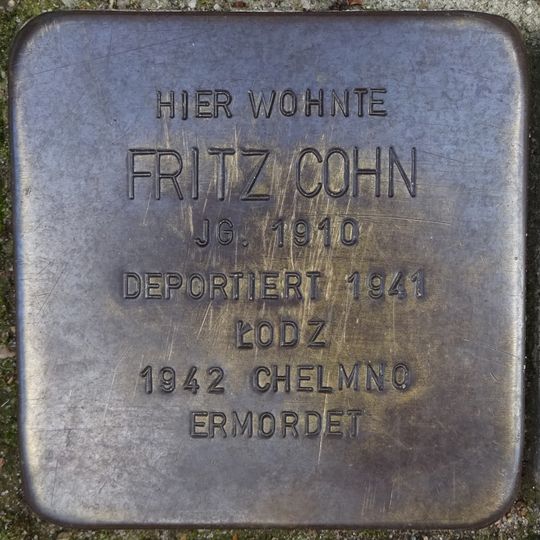 HIER WOHNTE
FRITZ COHN
JG. 1910
DEPORTIERT 1941
ŁODZ
1942 CHELMNO
ERMORDET